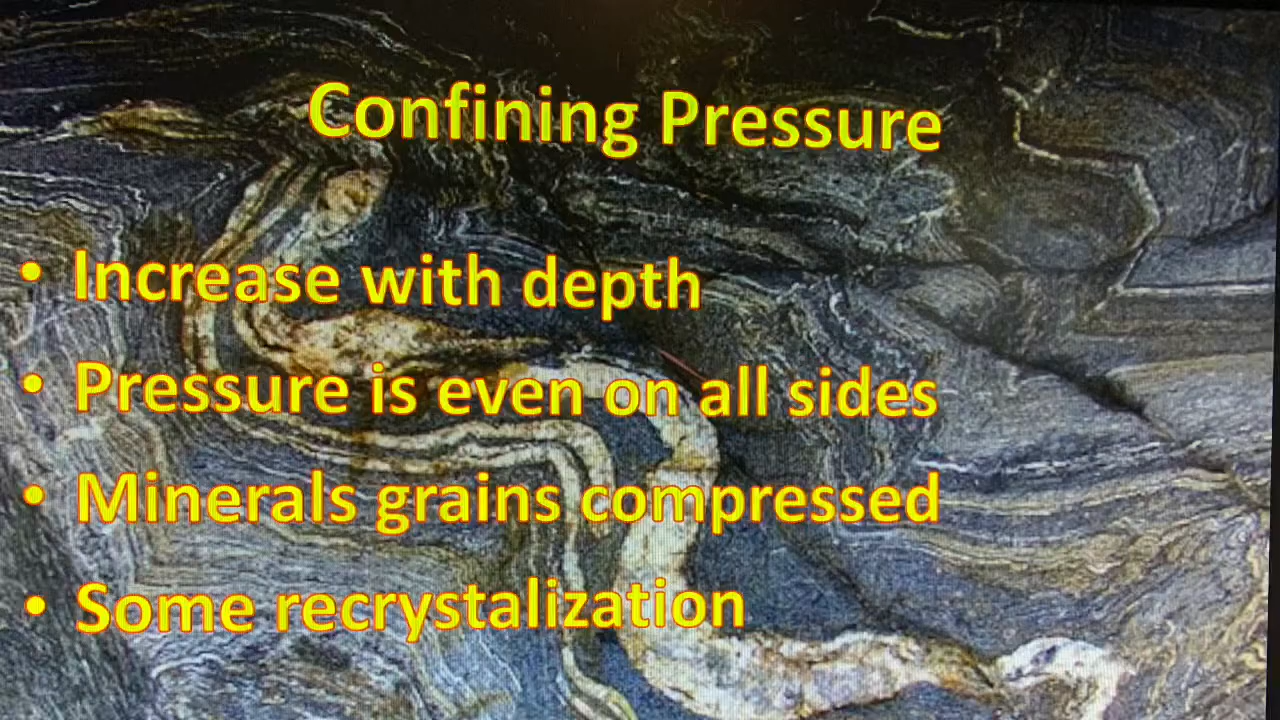 Confining Pressure
• Increase with depth
• Pressure is even on all sides
• Minerals grains compressed
• Some recrystalization